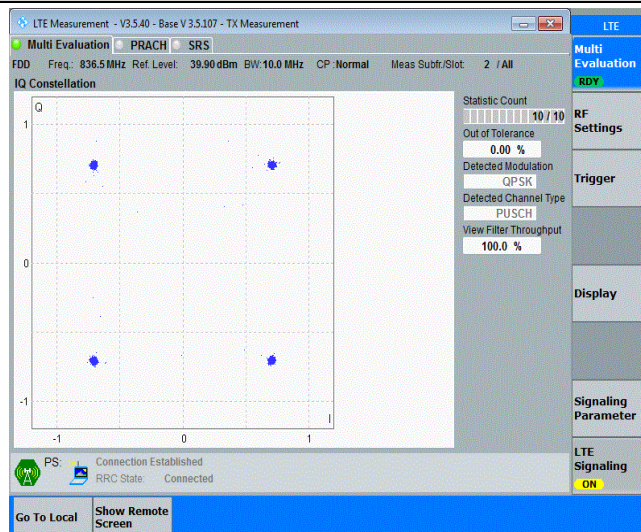 LTE Measurement - V3.5.40 - Base V 3.5.107 - TX Measurement
LTE
Multi Evaluation PRACH SRS
Multi
Evaluation
RDY
FDD Freq.: 836.5 MHz Ref. Level: 39.90 dBm BW: 10.0 MHz CP : Normal Meas Subfr./Slot: 2 / All
IQ Constellation
Q
1
0
-1
-1 0 1
I
Statistic Count
10 / 10
Out of Tolerance
0.00 %
Detected Modulation
QPSK
Detected Channel Type
PUSCH
View Filter Throughput
100.0 %
RF
Settings
Trigger
Display
Signaling
Parameter
LTE
Signaling
ON
PS: Connection Established
RRC State: Connected
Go To Local
Show Remote
Screen